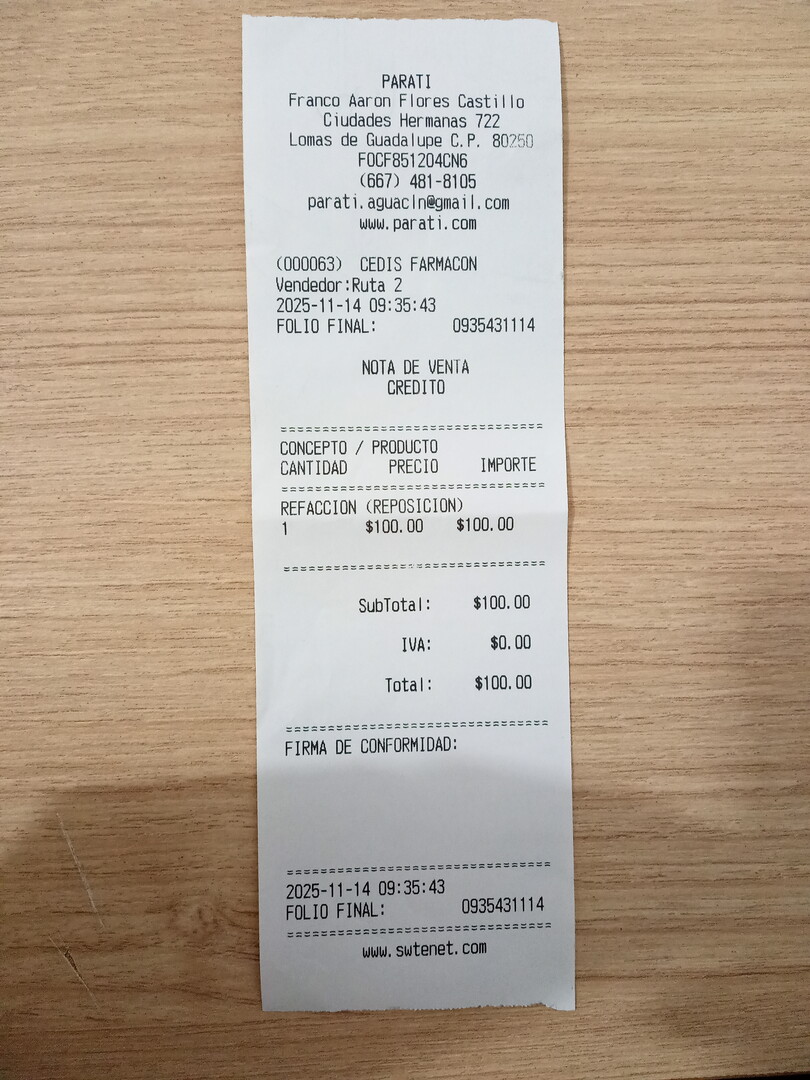 PARATI
Franco Aaron Flores Castillo
Ciudades Hermanas 722
Lomas de Guadalupe C.P. 80250
FOCF851204CN6
(667) 481-8105
parati.aguacln@gmail.com
www.parati.com
(000063) CEDIS FARMACON
Vendedor:Ruta 2
2025-11-14 09:35:43
FOLIO FINAL: 0935431114
NOTA DE VENTA
CREDITO
===============================
CONCEPTO / PRODUCTO
CANTIDAD PRECIO IMPORTE
===============================
REFACCION (REPOSICION)
1 $100.00 $100.00
===============================
SubTotal: $100.00
IVA: $0.00
Total: $100.00
===============================
FIRMA DE CONFORMIDAD:
===============================
2025-11-14 09:35:43
FOLIO FINAL: 0935431114
===============================
www.swtenet.com